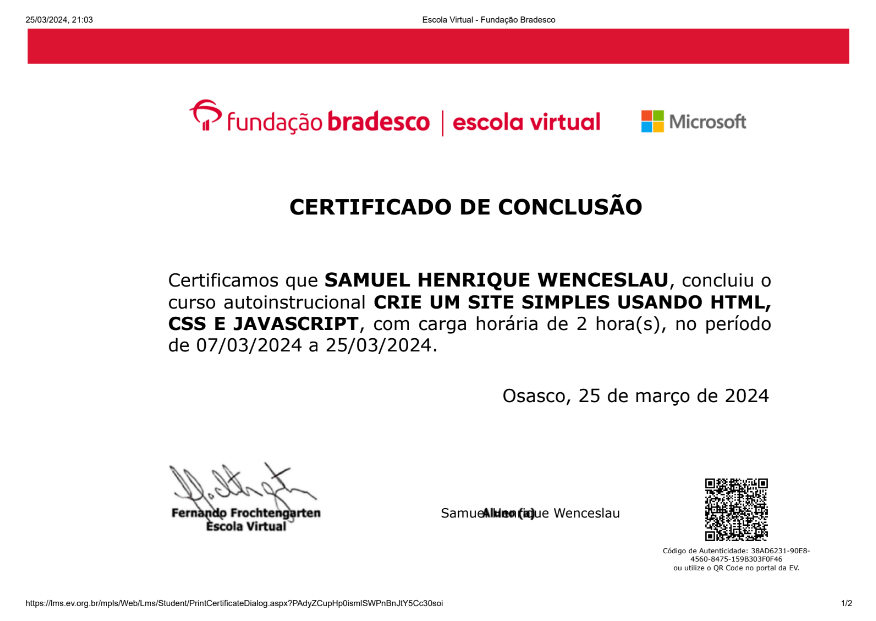 25/03/2024, 21:03 Escola Virtual - Fundação Bradesco
fundação bradesco | escola virtual Microsoft
CERTIFICADO DE CONCLUSÃO
Certificamos que SAMUEL HENRIQUE WENCESLAU, concluiu o
curso autoinstrucional CRIE UM SITE SIMPLES USANDO HTML,
CSS E JAVASCRIPT, com carga horária de 2 hora(s), no período
de 07/03/2024 a 25/03/2024.
Osasco, 25 de março de 2024
Fernando Frochtengarten
Escola Virtual
Samuel Henrique Wenceslau
Aluno(a)
Código de Autenticidade: 38AD6231-90E8-
4560-8475-159B303F0F46
ou utilize o QR Code no portal da EV.
https://lms.ev.org.br/mpls/Web/Lms/Student/PrintCertificateDialog.aspx?PAdyZCupHp0ismlSWPnBnJtY5Cc30soi 1/2